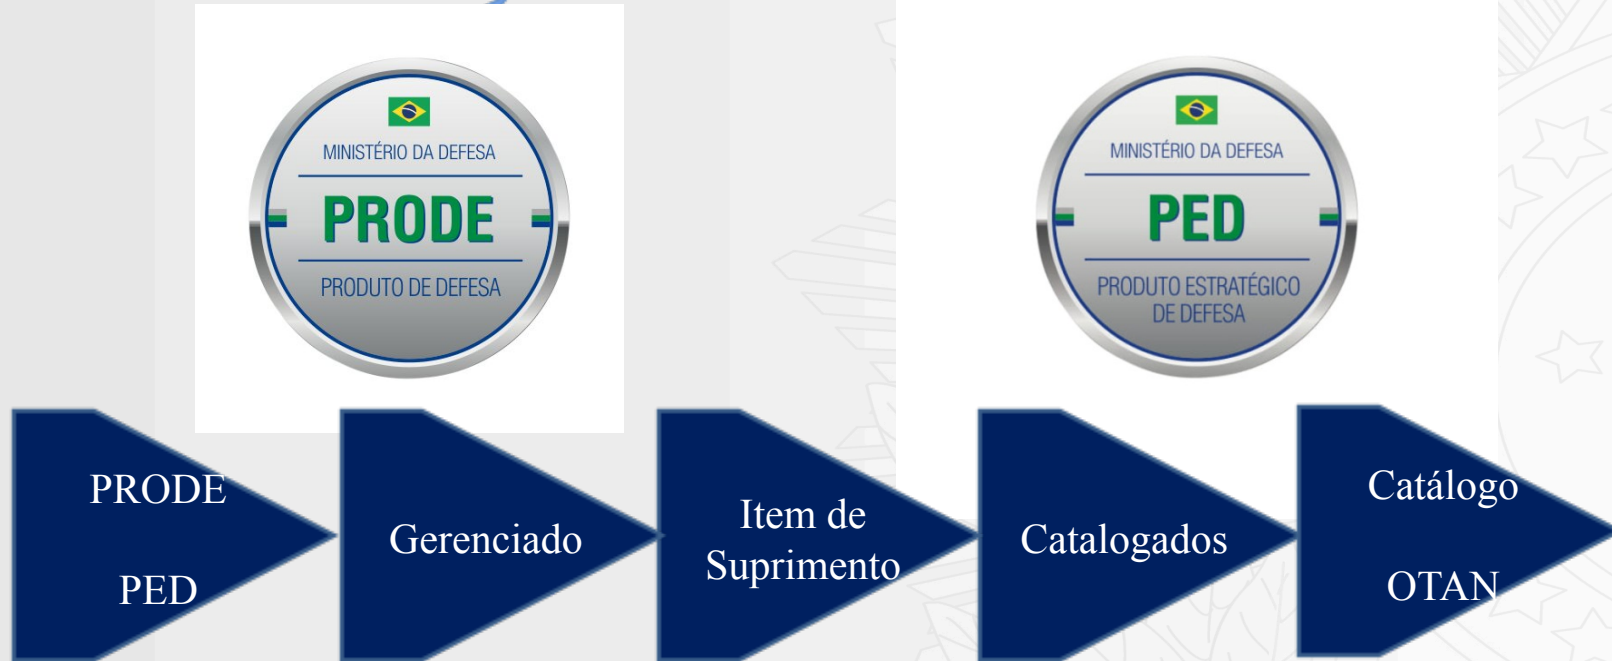 MINISTÉRIO DA DEFESA
PRODE
PRODUTO DE DEFESA
MINISTÉRIO DA DEFESA
PED
PRODUTO ESTRATÉGICO
DE DEFESA
PRODE
PED
Gerenciado
Item de
Suprimento
Catalogados
Catálogo
OTAN